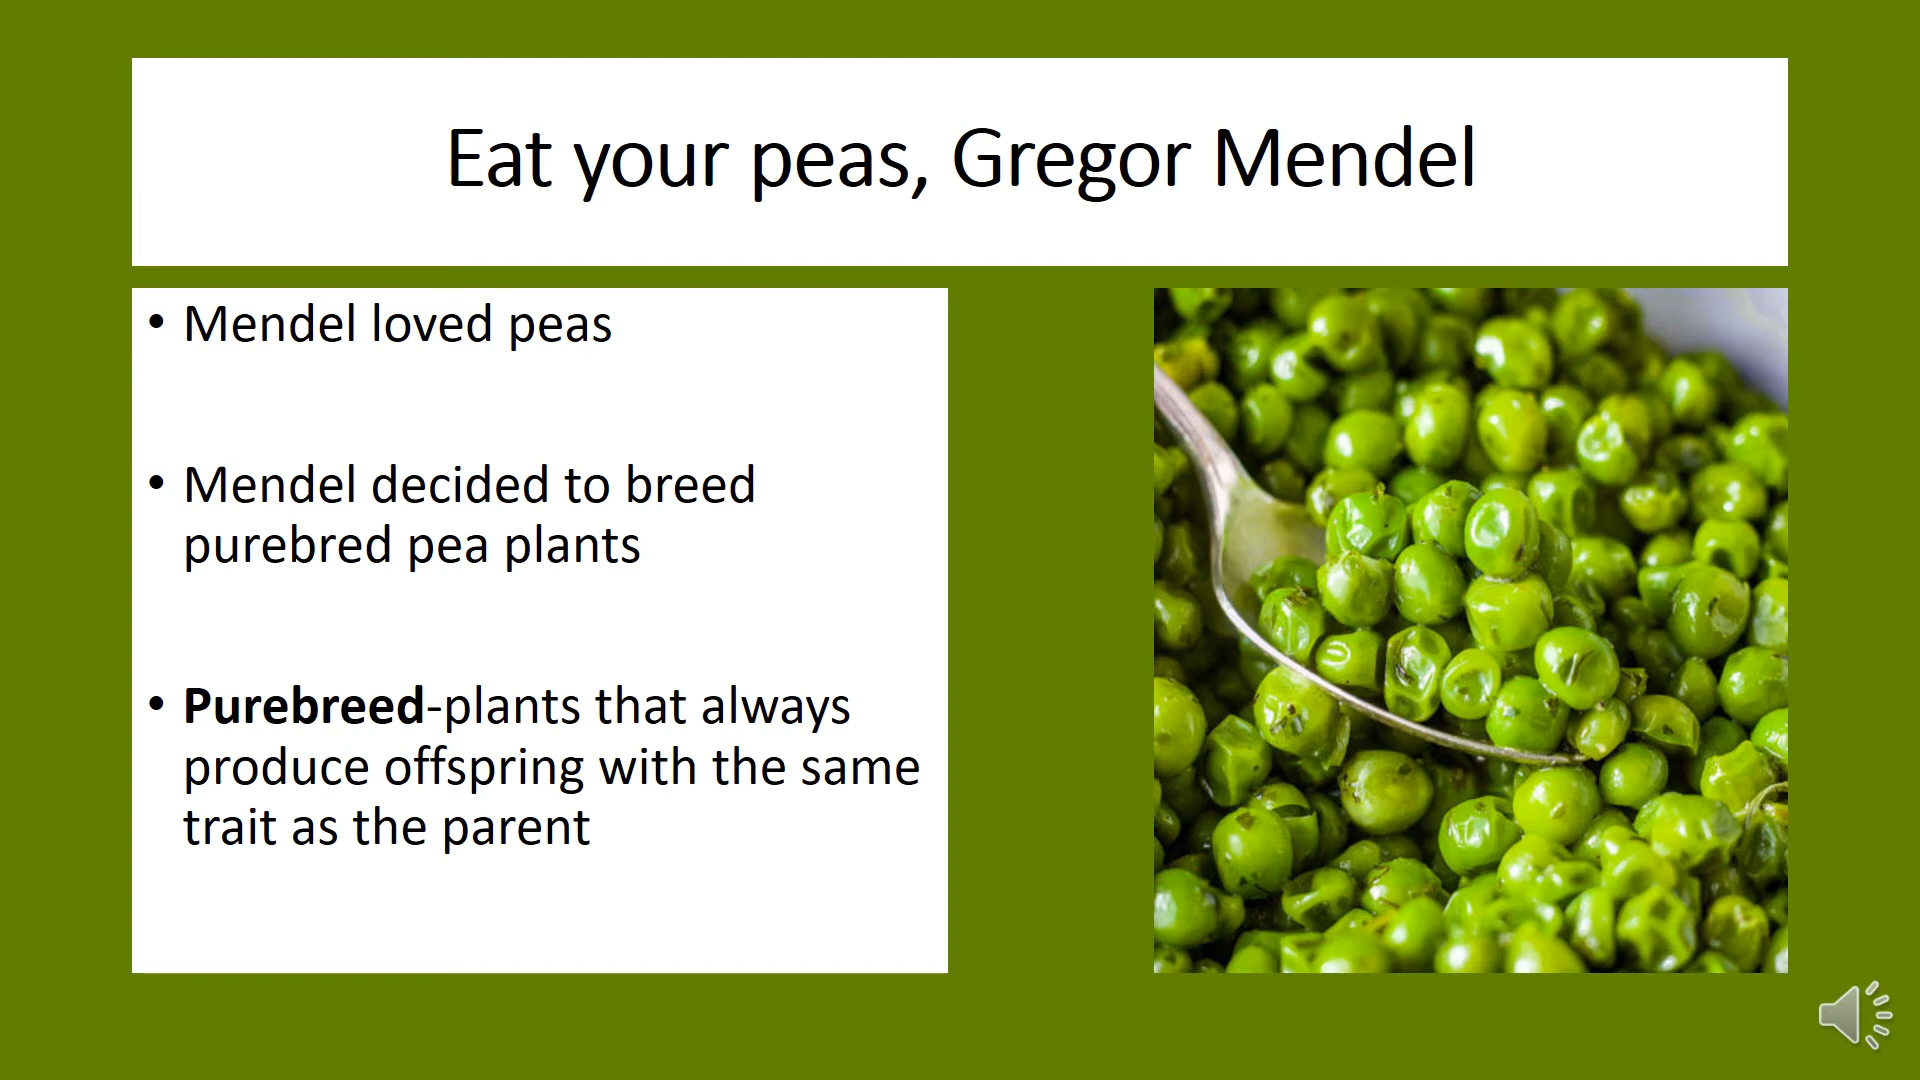 Eat your peas, Gregor Mendel
• Mendel loved peas
• Mendel decided to breed
purebred pea plants
• Purebreed-plants that always
produce offspring with the same
trait as the parent